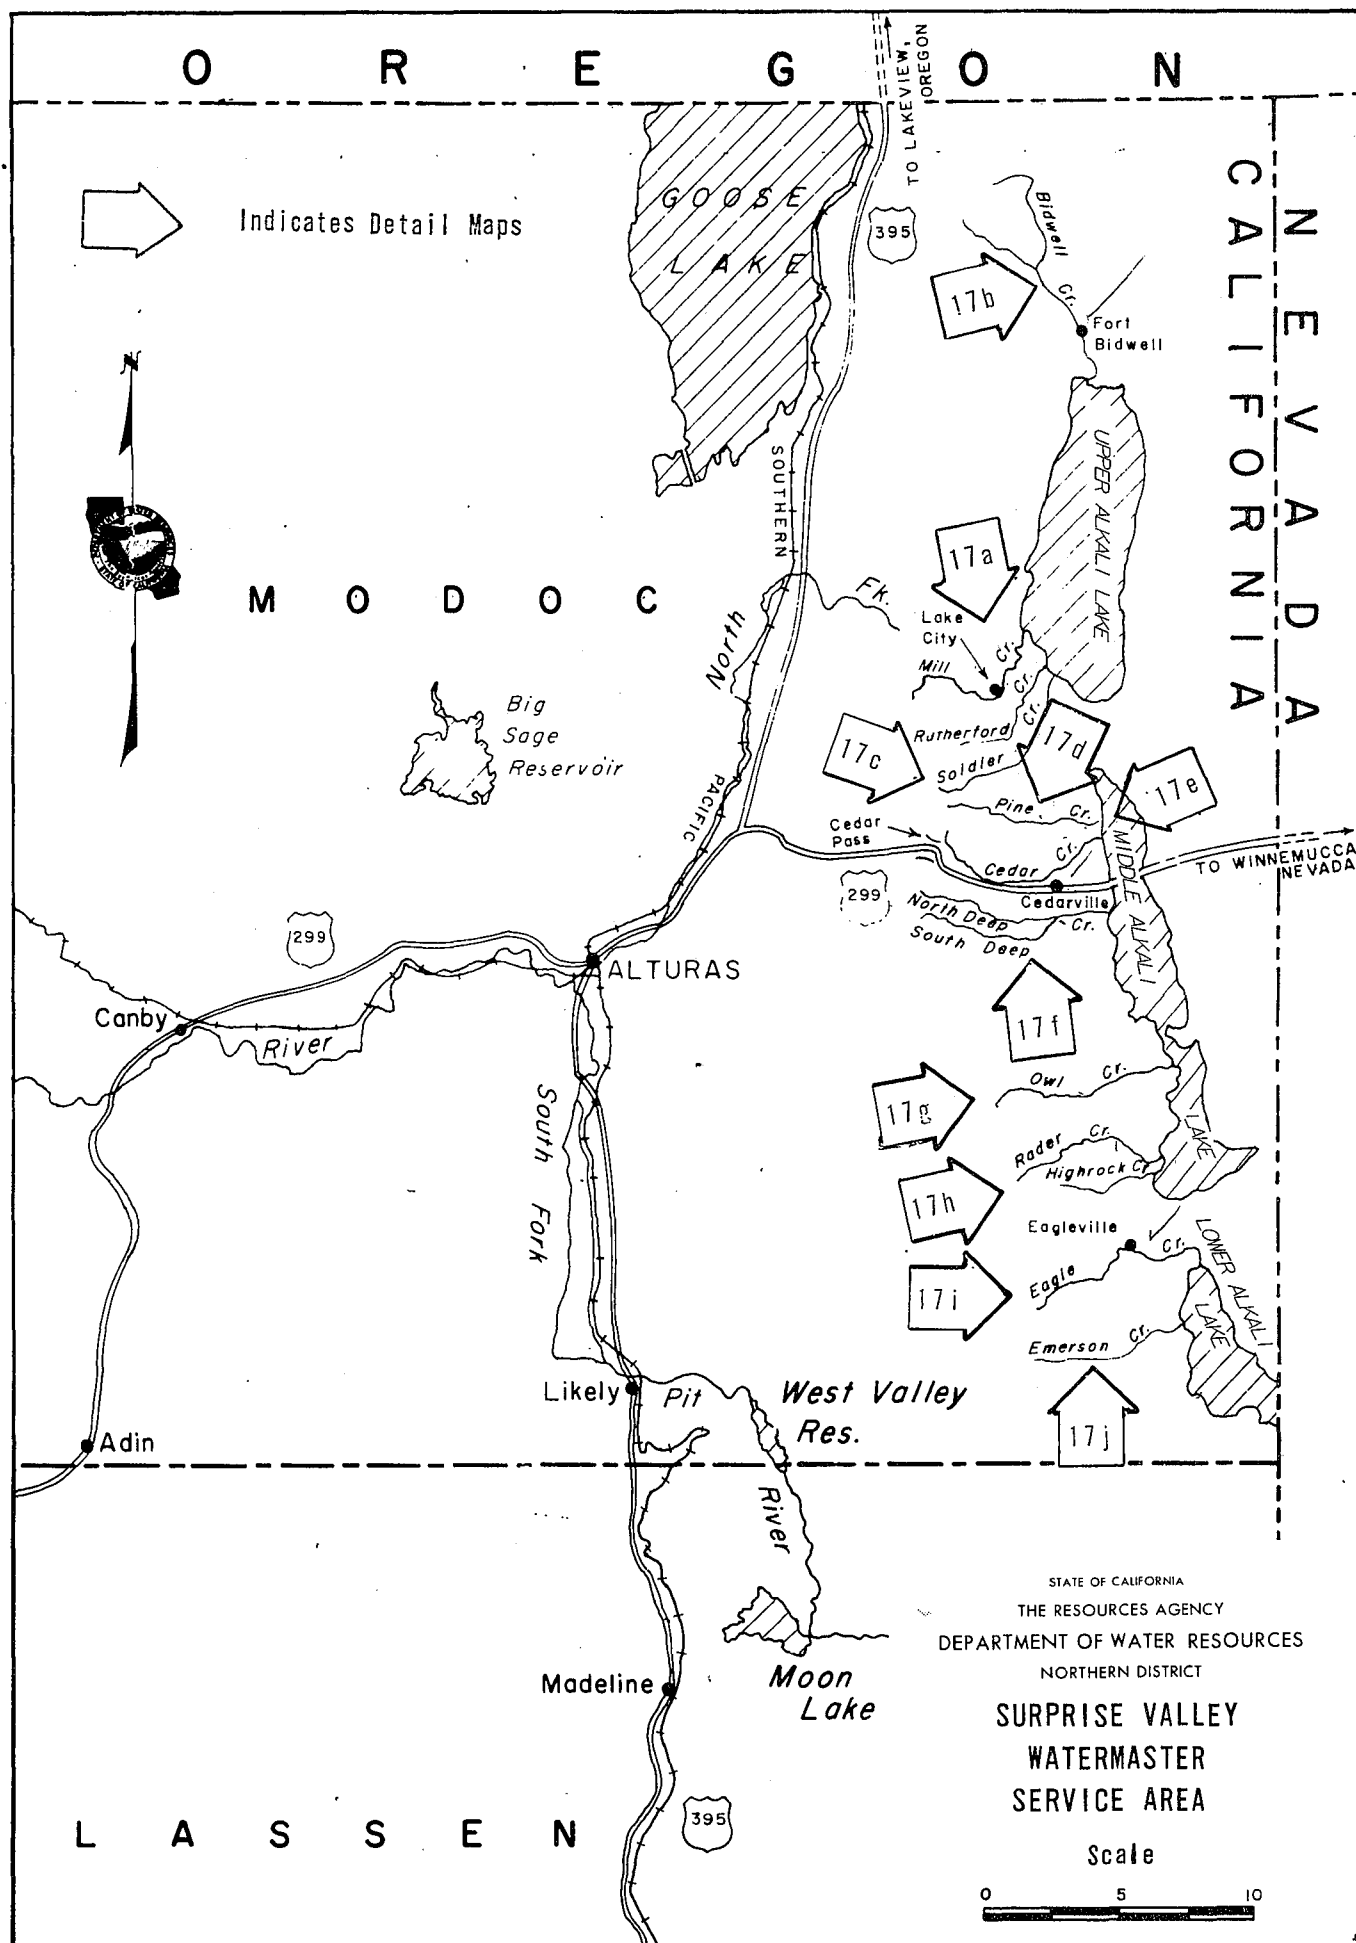 O R E G O N
TO LAKEVIEW,
OREGON
Indicates Detail Maps
GOOSE
LAKE
395
Bidwell
Cr.
17b
Fort
Bidwell
CALIFORNIA
NEVADA
N
SOUTHERN
UPPER ALKALI LAKE
17a
M O D O C
North
Fk.
Lake
City
Mill
Cr.
Cr.
Cr.
Rutherford
17d
Big
Sage
Reservoir
17c
Soldier
17e
PACIFIC
Pine
Cr.
Cedar
Pass
Cr.
Cedar
MIDDLE ALKALI
LAKE
TO WINNEMUCCA
NEVADA
299
Cedarville
North Deep
Cr.
South Deep
299
ALTURAS
Canby
River
17f
Owl
Cr.
17g
South Fork
Rader
Cr.
Highrock Cr.
17h
Eagleville
Cr.
LOWER ALKALI
LAKE
Eagle
17i
Emerson
Cr.
Likely
Pit
West Valley
Res.
17j
Adin
River
STATE OF CALIFORNIA
THE RESOURCES AGENCY
DEPARTMENT OF WATER RESOURCES
NORTHERN DISTRICT
Madeline
Moon
Lake
SURPRISE VALLEY
WATERMASTER
SERVICE AREA
395
L A S S E N
Scale
0 5 10